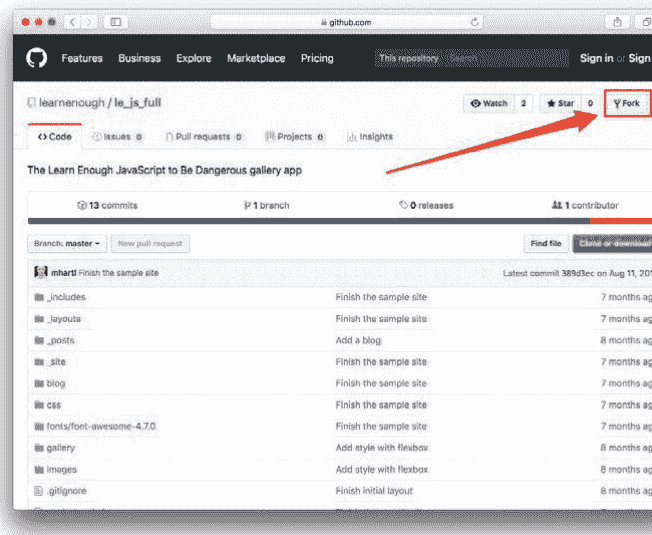 github.com
Features Business Explore Marketplace Pricing This repository Search Sign in or Sign
learnenough / le_js_full Watch 2 Star 0 Fork
Code Issues 0 Pull requests 0 Projects 0 Insights
The Learn Enough JavaScript to Be Dangerous gallery app
13 commits 1 branch 0 releases 1 contributor
Branch: master New pull request Find file Clone or download
mhartl Finish the sample site Latest commit 389d3ec on Aug 11, 201
_includes Finish the sample site 7 months ag
_layouts Finish the sample site 7 months ag
_posts Add a blog 8 months ag
_site Finish the sample site 7 months ag
blog Finish the sample site 7 months ag
css Finish the sample site 7 months ag
fonts/font-awesome-4.7.0 Finish the sample site 7 months ag
gallery Add style with flexbox 8 months ag
images Add style with flexbox 8 months ag
.gitignore Finish initial layout 8 months ag